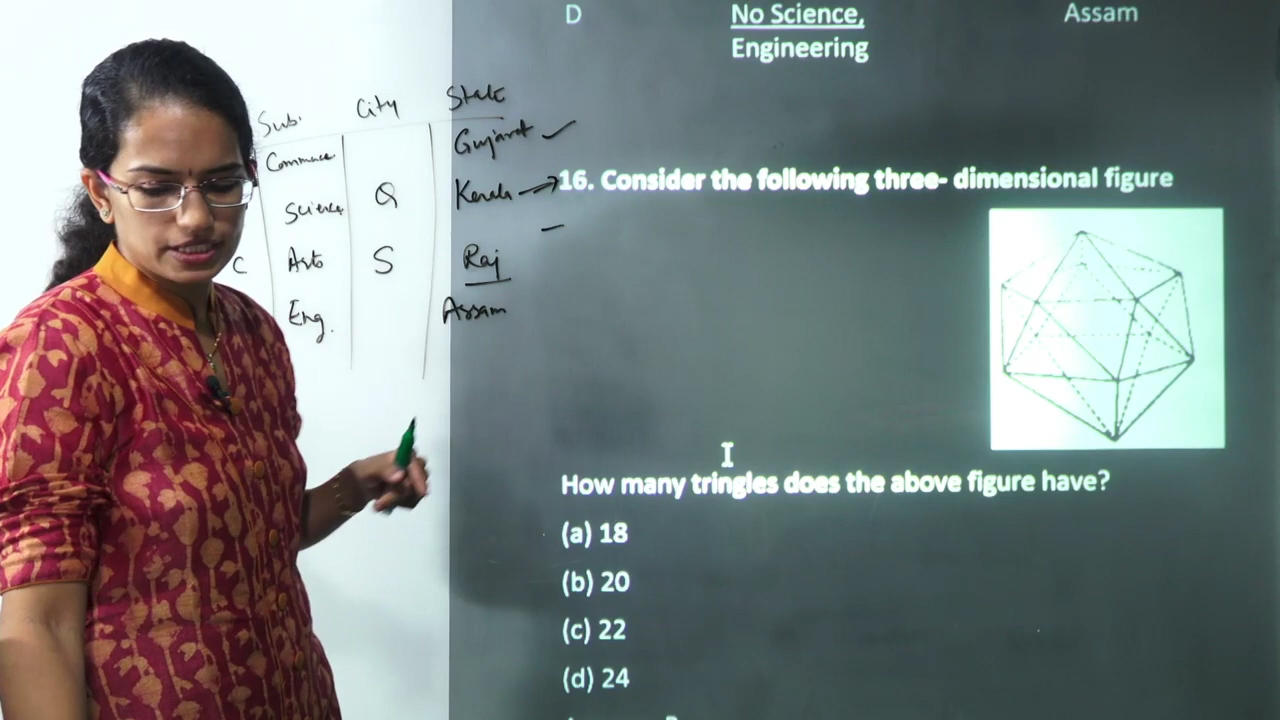 D No Science, Assam
Engineering
Sub. City State
Commerce Gujarat
Science Q Kerala
C Arts S Raj
Eng. Assam
16. Consider the following three- dimensional figure
How many tringles does the above figure have?
(a) 18
(b) 20
(c) 22
(d) 24